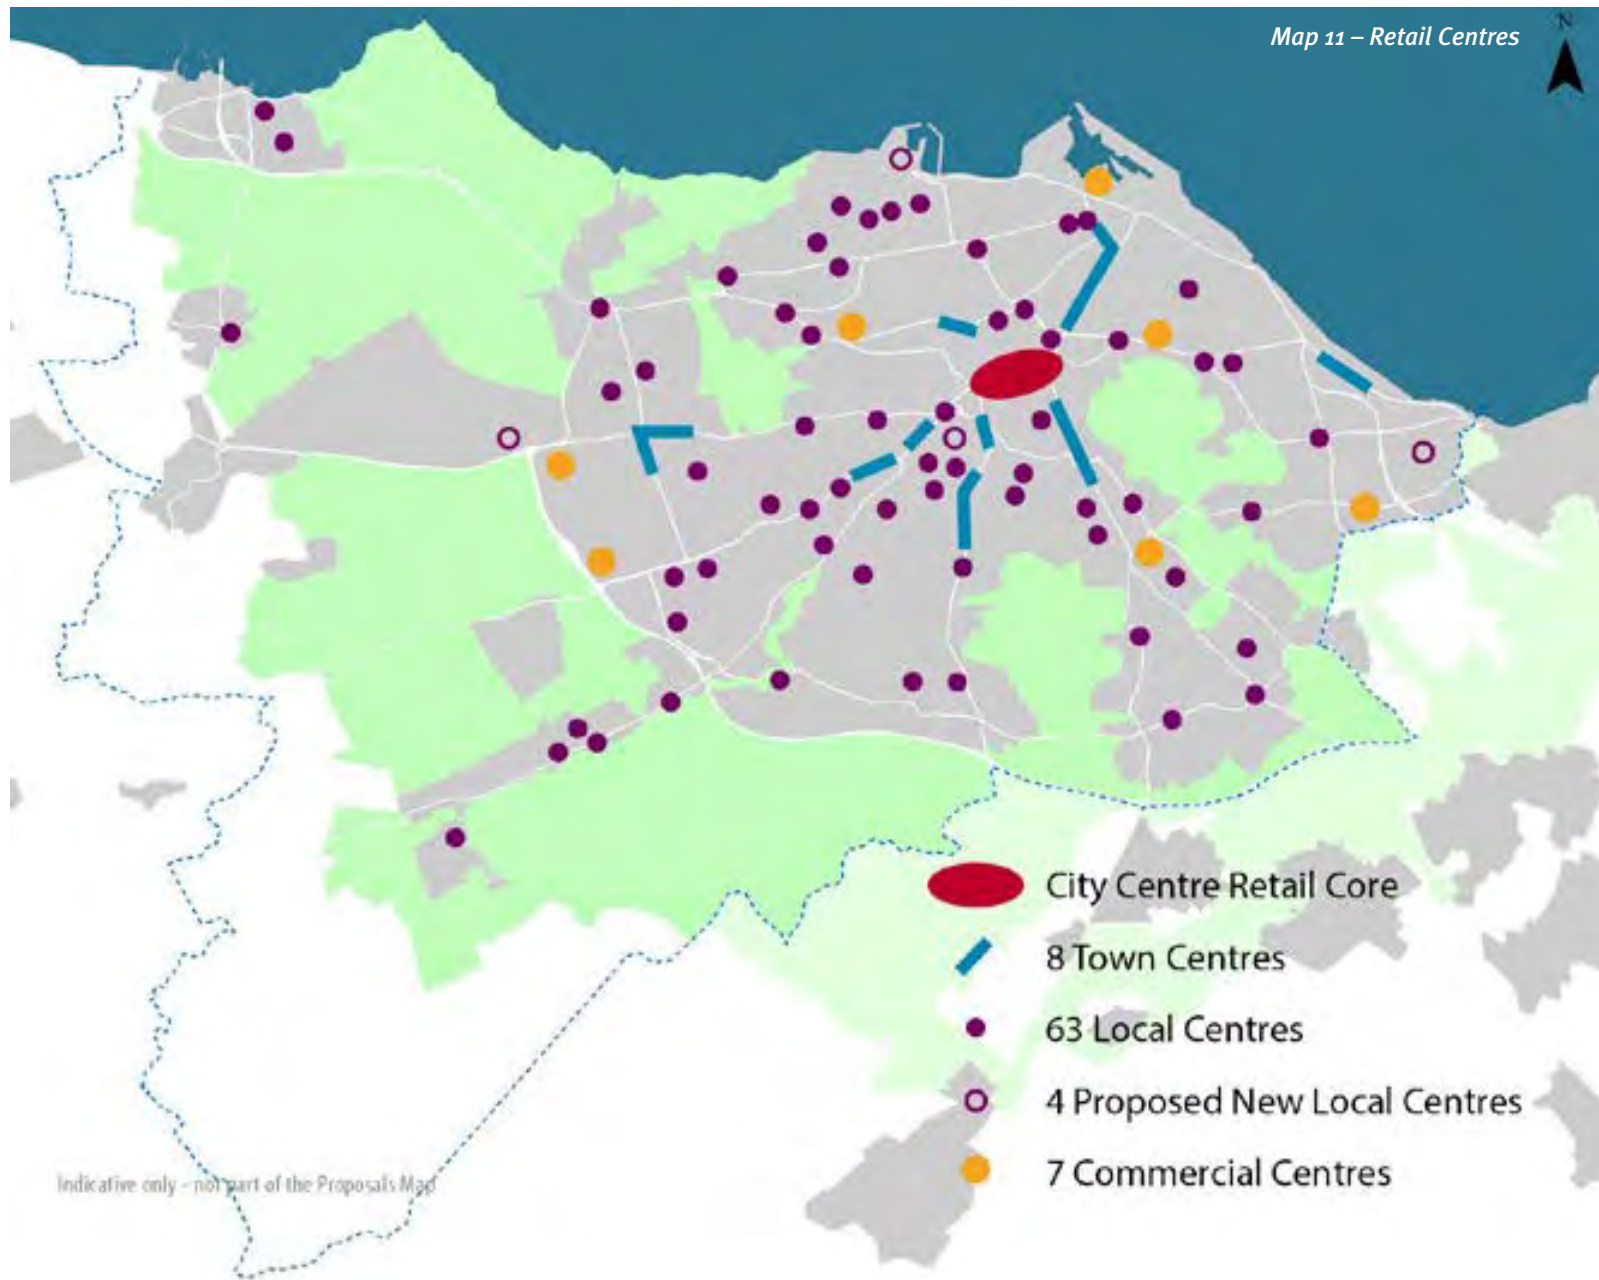 Map 11 – Retail Centres
N
City Centre Retail Core
8 Town Centres
63 Local Centres
4 Proposed New Local Centres
7 Commercial Centres
Indicative only - not part of the Proposals Map